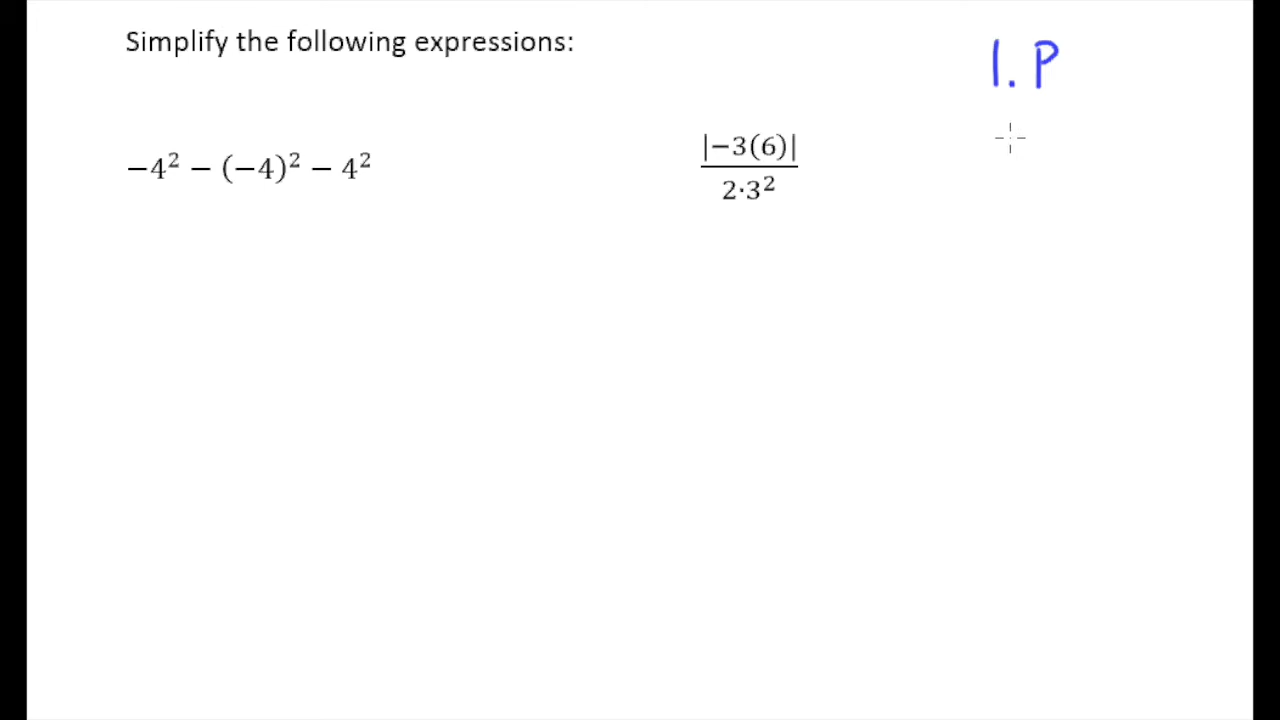 Simplify the following expressions:
1. P
−4² − (−4)² − 4²
|−3(6)|
2·3²